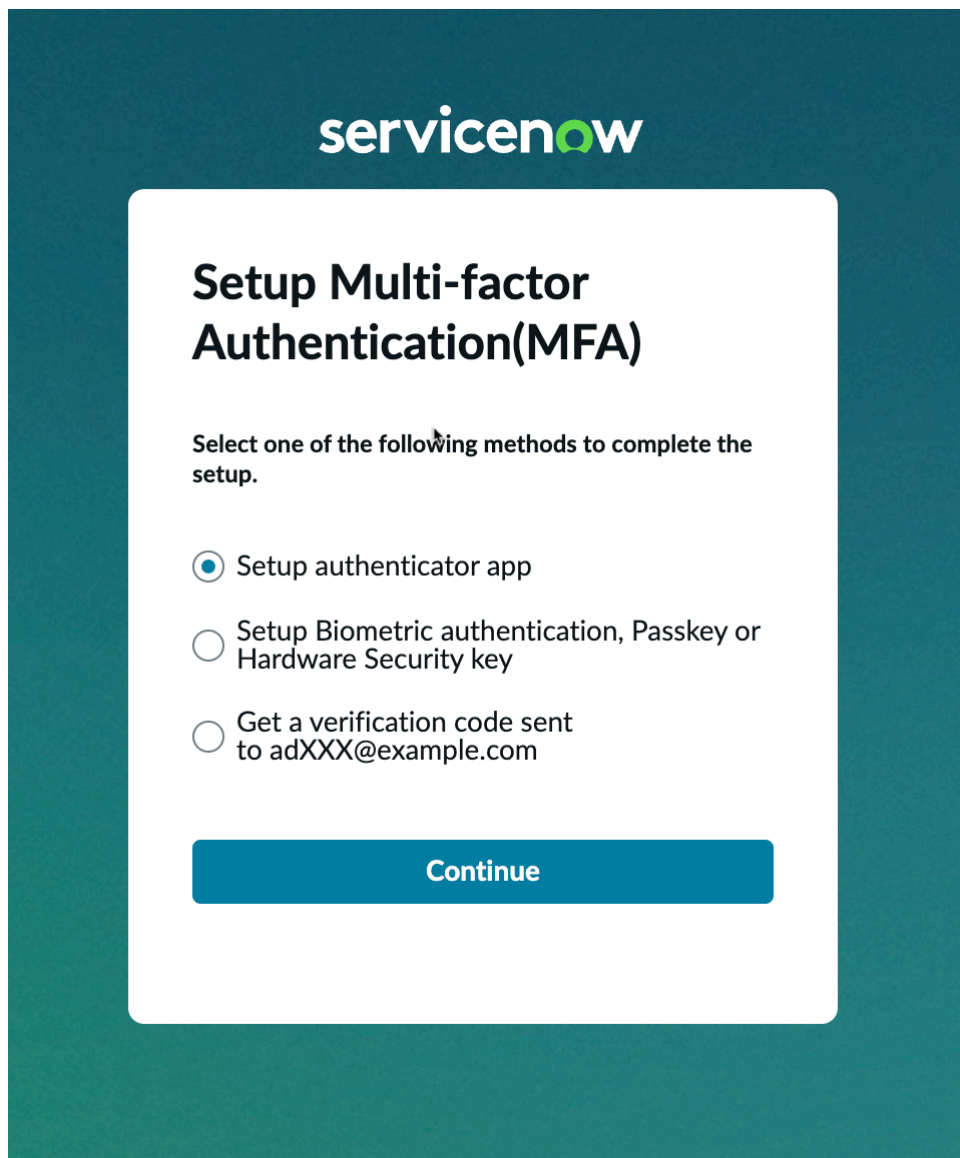 servicenow
Setup Multi-factor
Authentication(MFA)
Select one of the following methods to complete the
setup.
Setup authenticator app
Setup Biometric authentication, Passkey or
Hardware Security key
Get a verification code sent
to adXXX@example.com
Continue